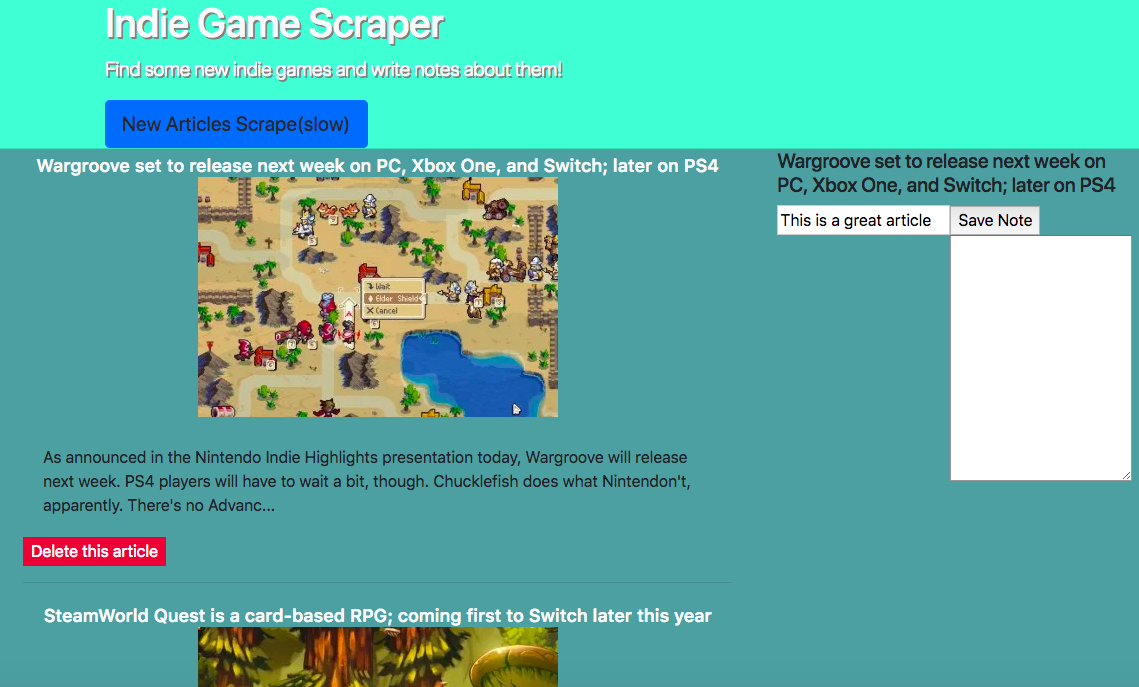 Indie Game Scraper
Find some new indie games and write notes about them!
New Articles Scrape(slow)
Wargroove set to release next week on PC, Xbox One, and Switch; later on PS4
Wait
Elder Shield
Cancel
As announced in the Nintendo Indie Highlights presentation today, Wargroove will release
next week. PS4 players will have to wait a bit, though. Chucklefish does what Nintendon't,
apparently. There's no Advanc...
Delete this article
SteamWorld Quest is a card-based RPG; coming first to Switch later this year
Wargroove set to release next week on
PC, Xbox One, and Switch; later on PS4
This is a great article
Save Note